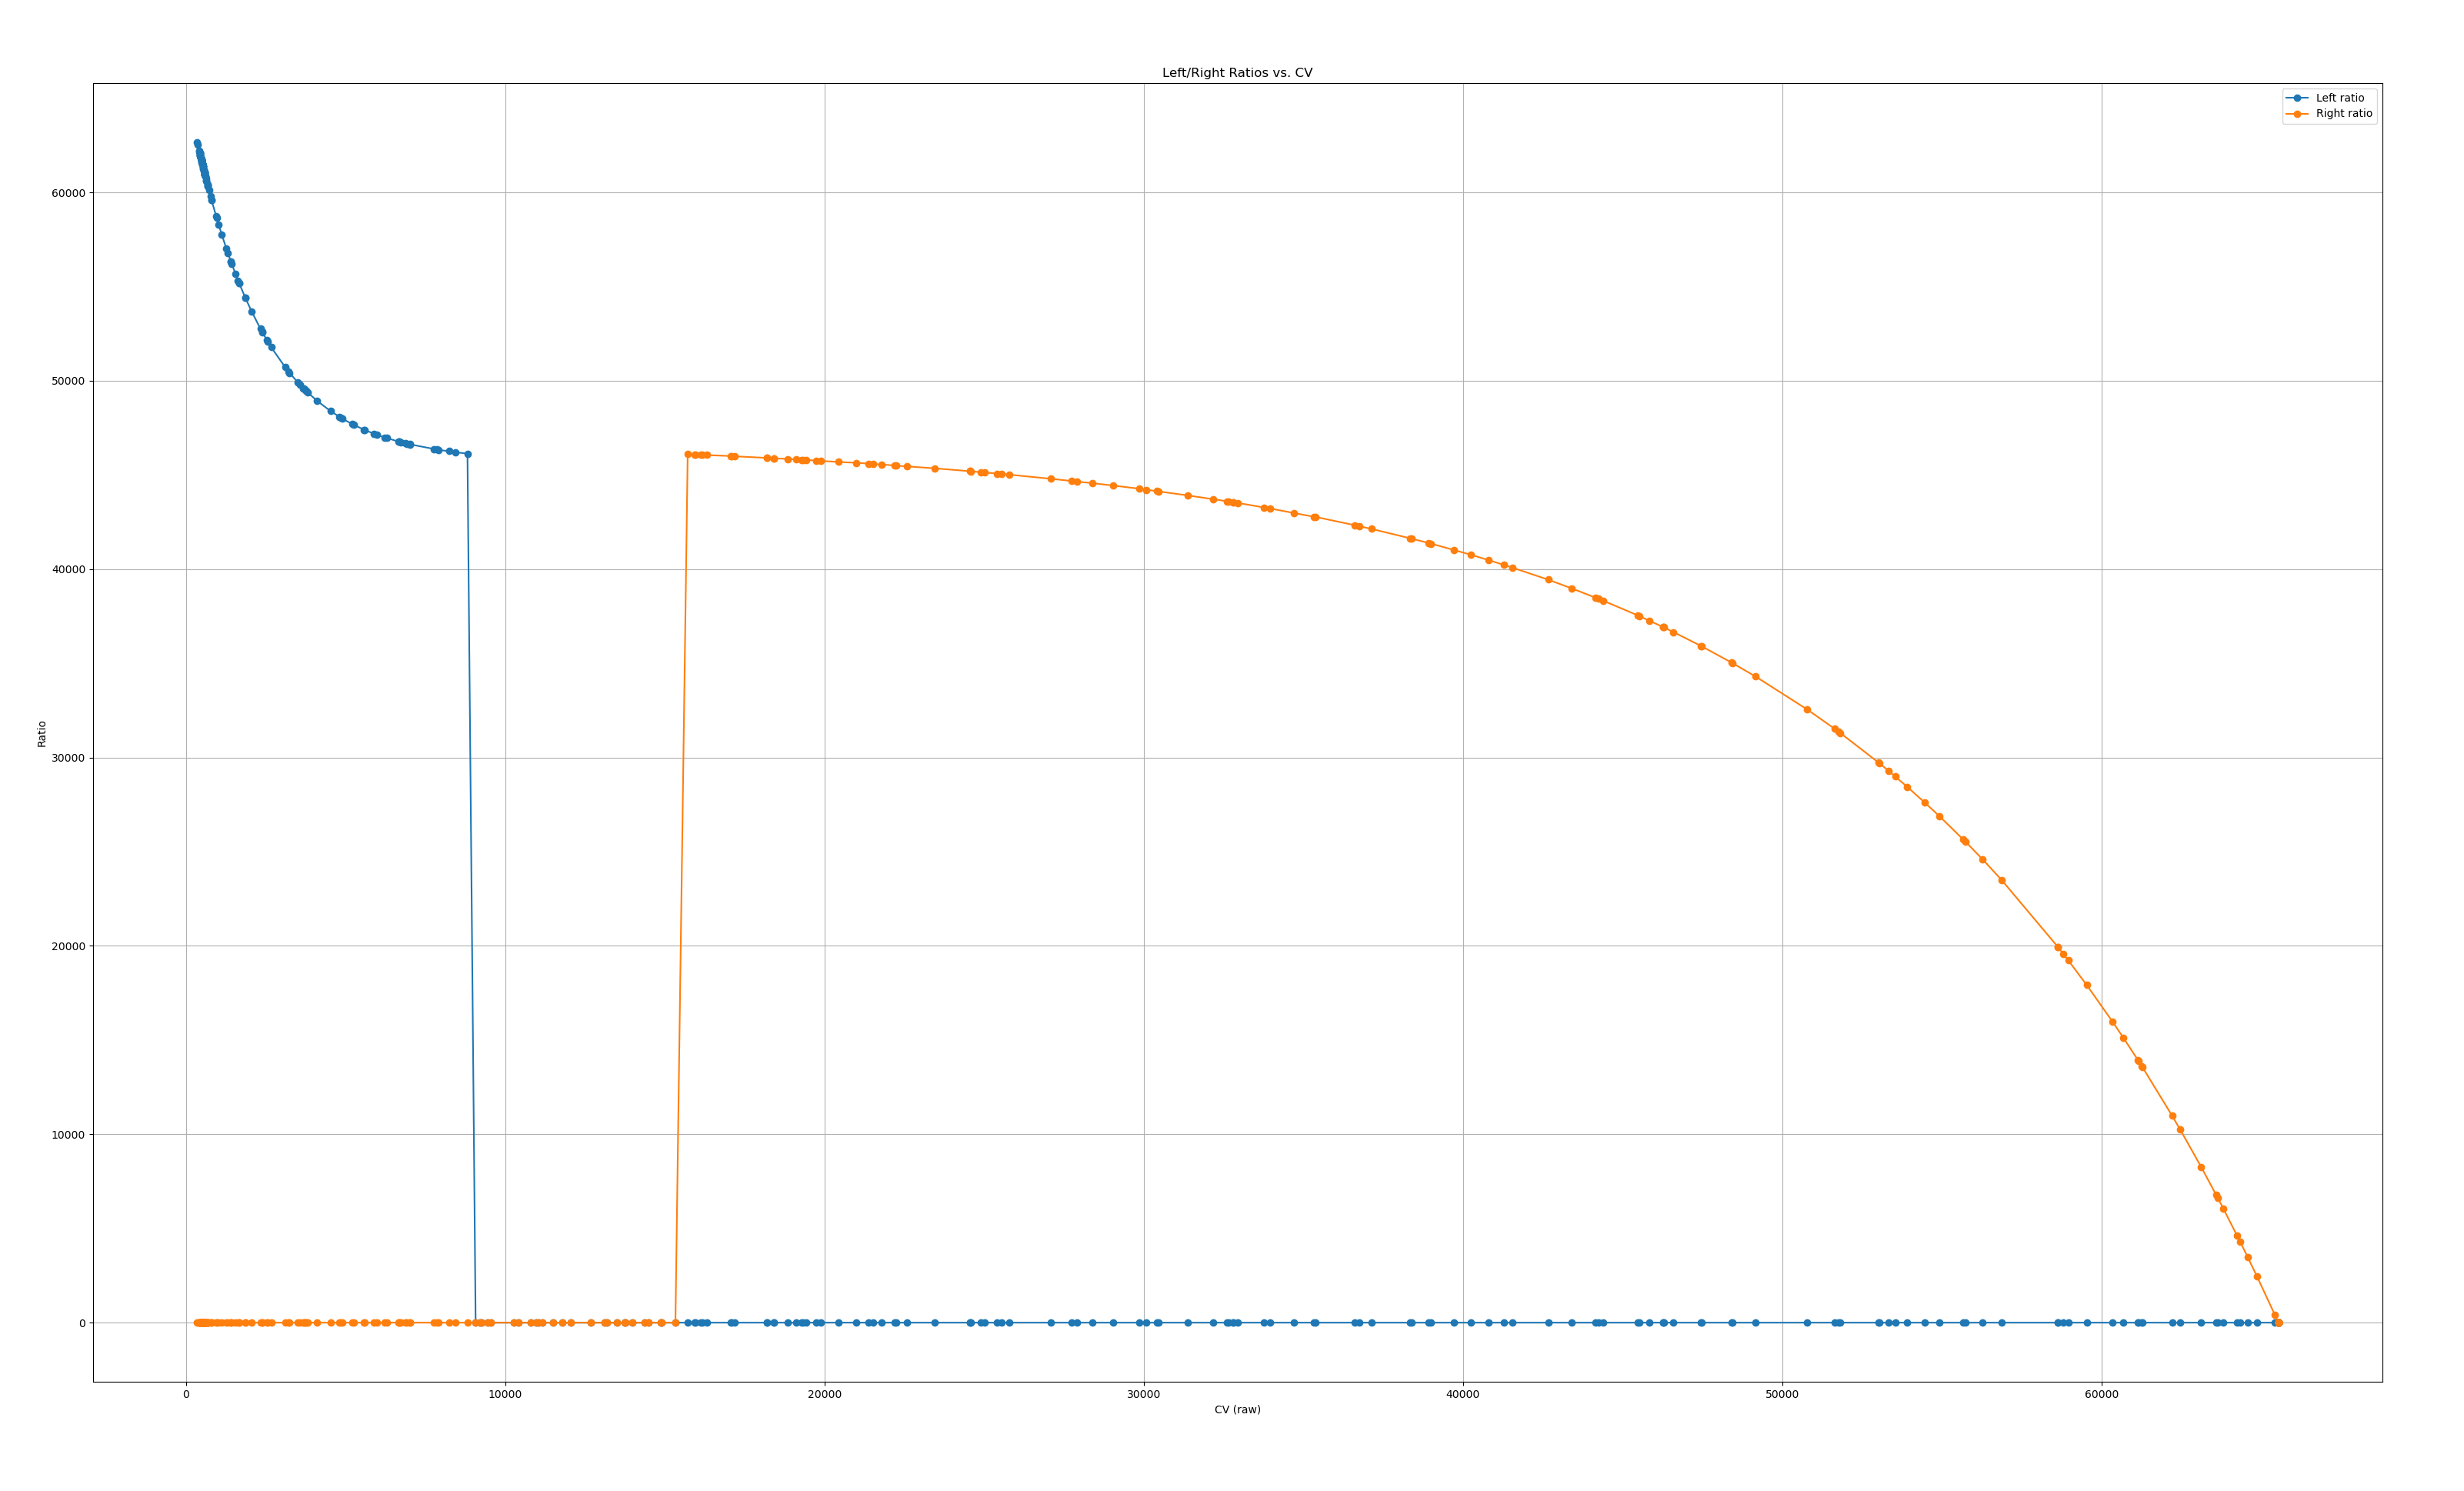 Left/Right Ratios vs. CV
Left ratio
Right ratio
60000
50000
40000
30000
20000
10000
0
Ratio
0 10000 20000 30000 40000 50000 60000
CV (raw)